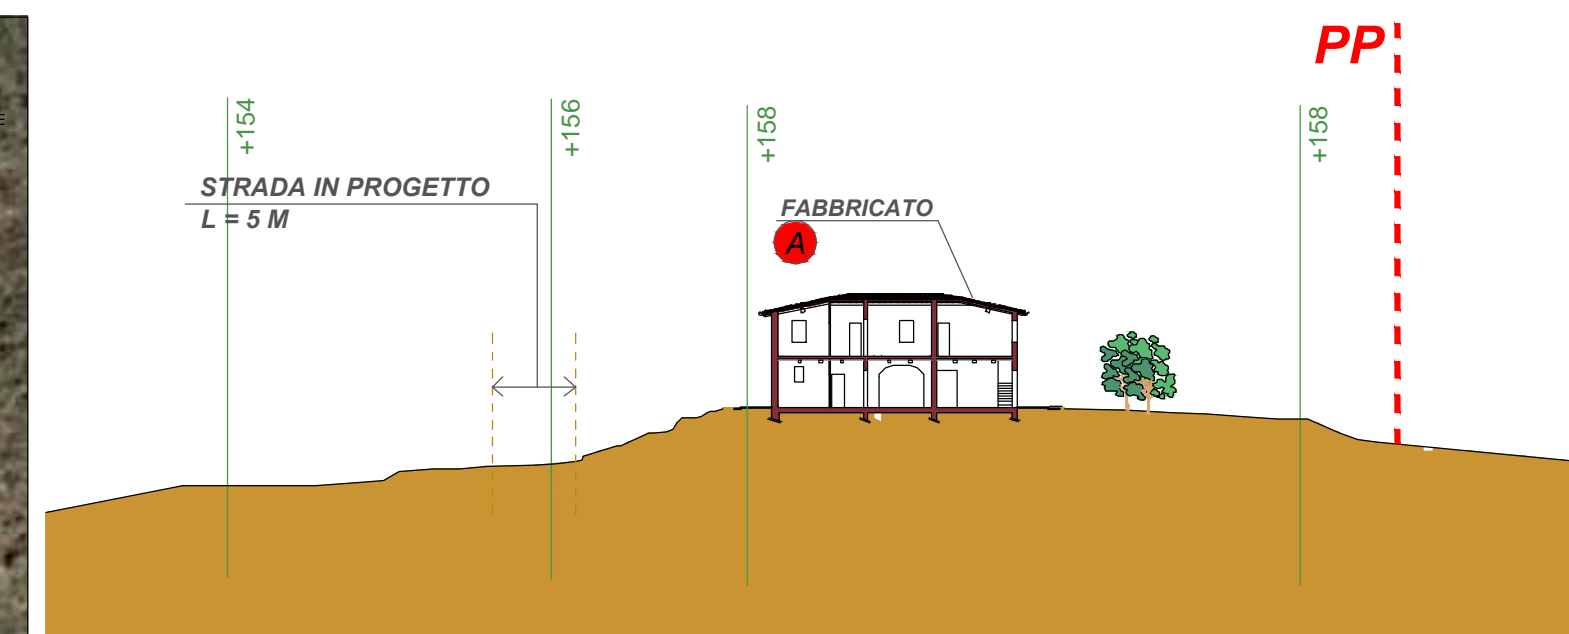 PP
E
+154
+156
+158
+158
STRADA IN PROGETTO
L = 5 M
FABBRICATO
A